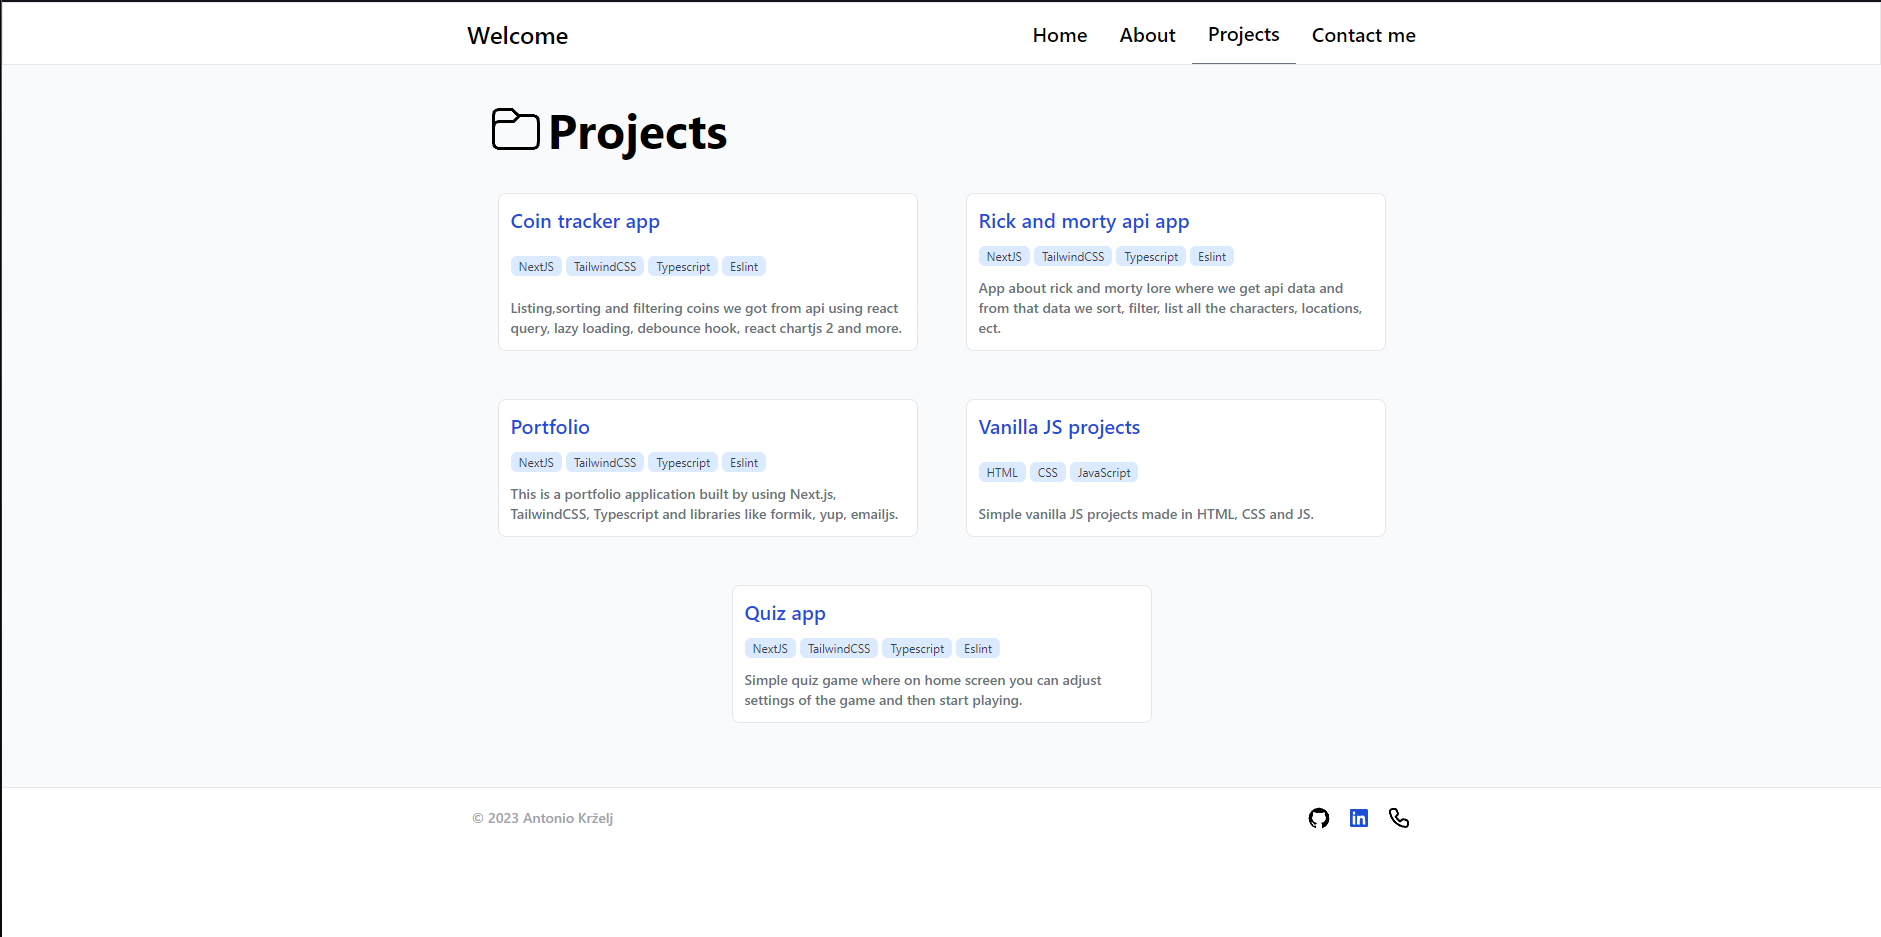 Welcome
Home About Projects Contact me
Projects
Coin tracker app
NextJS TailwindCSS Typescript Eslint
Listing,sorting and filtering coins we got from api using react
query, lazy loading, debounce hook, react chartjs 2 and more.
Rick and morty api app
NextJS TailwindCSS Typescript Eslint
App about rick and morty lore where we get api data and
from that data we sort, filter, list all the characters, locations,
ect.
Portfolio
NextJS TailwindCSS Typescript Eslint
This is a portfolio application built by using Next.js,
TailwindCSS, Typescript and libraries like formik, yup, emailjs.
Vanilla JS projects
HTML CSS JavaScript
Simple vanilla JS projects made in HTML, CSS and JS.
Quiz app
NextJS TailwindCSS Typescript Eslint
Simple quiz game where on home screen you can adjust
settings of the game and then start playing.
© 2023 Antonio Krželj
in